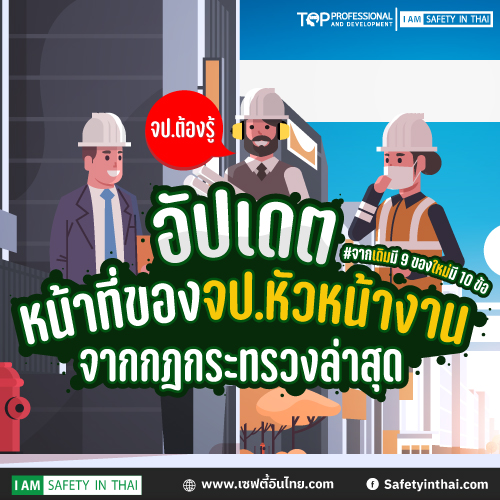 TOP PROFESSIONAL AND DEVELOPMENT
I AM SAFETY IN THAI
จป.ต้องรู้
อัปเดต
#จากเดิมมี 9 ของใหม่มี 10 ข้อ
หน้าที่ของจป.หัวหน้างาน
จากกฎกระทรวงล่าสุด
I AM SAFETY IN THAI
www.เซฟตี้อินไทย.com
Safetyinthai.com